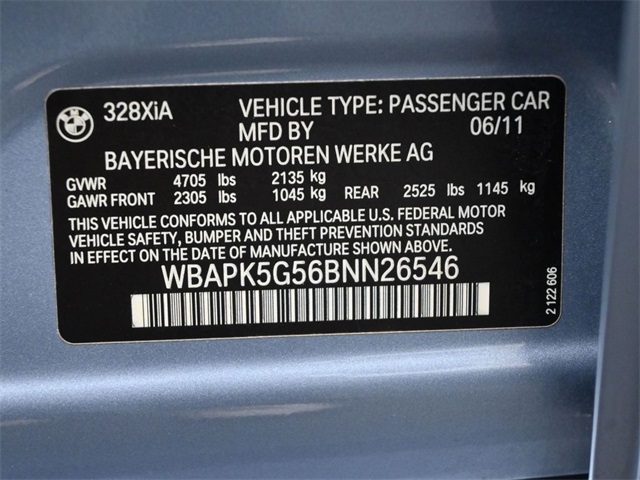 328XiA VEHICLE TYPE: PASSENGER CAR
MFD BY 06/11
BAYERISCHE MOTOREN WERKE AG
GVWR 4705 lbs 2135 kg
GAWR FRONT 2305 lbs 1045 kg REAR 2525 lbs 1145 kg
THIS VEHICLE CONFORMS TO ALL APPLICABLE U.S. FEDERAL MOTOR
VEHICLE SAFETY, BUMPER AND THEFT PREVENTION STANDARDS
IN EFFECT ON THE DATE OF MANUFACTURE SHOWN ABOVE.
WBAPK5G56BNN26546
2 122 606